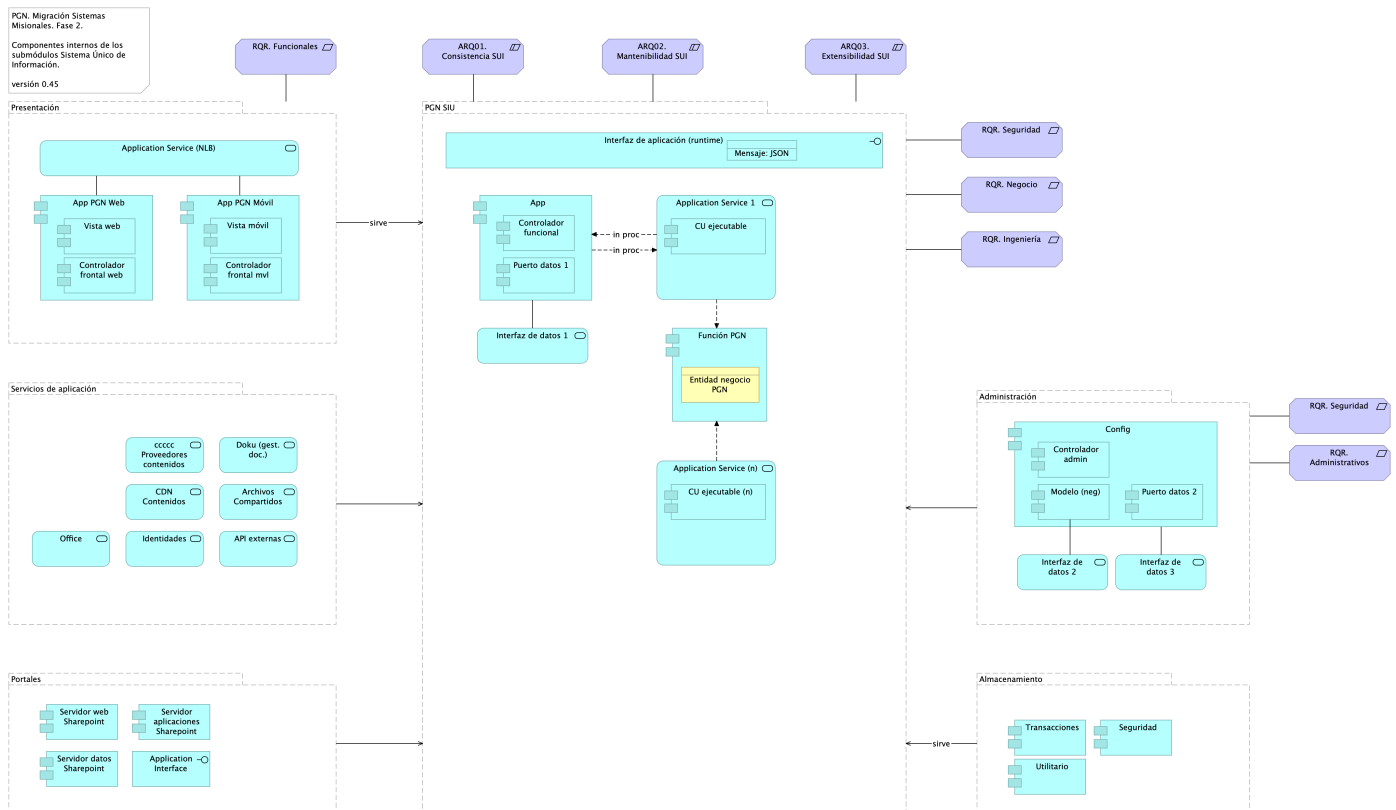 PGN. Migración Sistemas
Misionales. Fase 2.
Componentes internos de los
submódulos Sistema Único de
Información.
versión 0.45
RQR. Funcionales
ARQ01.
Consistencia SUI
ARQ02.
Mantenibilidad SUI
ARQ03.
Extensibilidad SUI
Presentación
Application Service (NLB)
App PGN Web
Vista web
Controlador
frontal web
App PGN Móvil
Vista móvil
Controlador
frontal mvl
sirve
PGN SIU
Interfaz de aplicación (runtime)
Mensaje: JSON
App
Controlador
funcional
Puerto datos 1
in proc
in proc
Application Service 1
CU ejecutable
Interfaz de datos 1
Función PGN
Entidad negocio
PGN
Application Service (n)
CU ejecutable (n)
RQR. Seguridad
RQR. Negocio
RQR. Ingeniería
Servicios de aplicación
ccccc
Proveedores
contenidos
Doku (gest.
doc.)
CDN
Contenidos
Archivos
Compartidos
Office
Identidades
API externas
Administración
Config
Controlador
admin
Modelo (neg)
Puerto datos 2
Interfaz de
datos 2
Interfaz de
datos 3
RQR. Seguridad
RQR.
Administrativos
Portales
Servidor web
Sharepoint
Servidor
aplicaciones
Sharepoint
Servidor datos
Sharepoint
Application
Interface
Almacenamiento
sirve
Transacciones
Seguridad
Utilitario